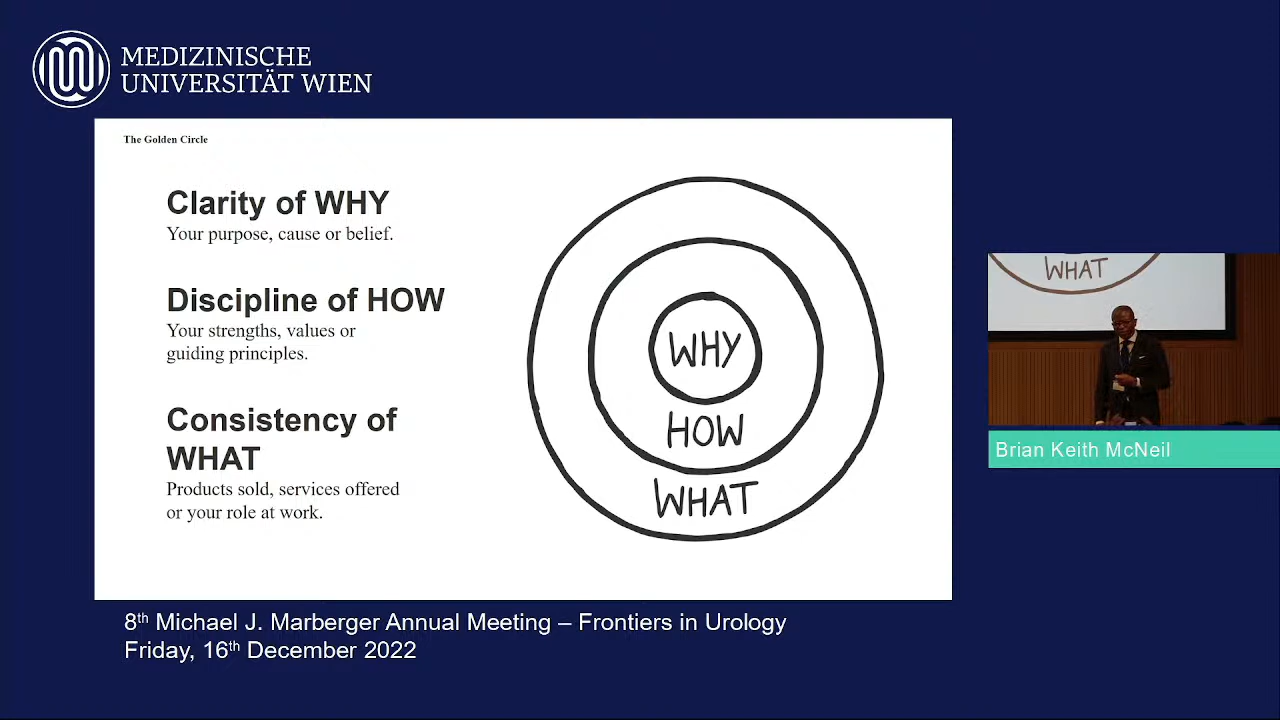 MEDIZINISCHE
UNIVERSITÄT WIEN
The Golden Circle
Clarity of WHY
Your purpose, cause or belief.
Discipline of HOW
Your strengths, values or
guiding principles.
Consistency of
WHAT
Products sold, services offered
or your role at work.
WHY
HOW
WHAT
WHAT
Brian Keith McNeil
8th Michael J. Marberger Annual Meeting – Frontiers in Urology
Friday, 16th December 2022